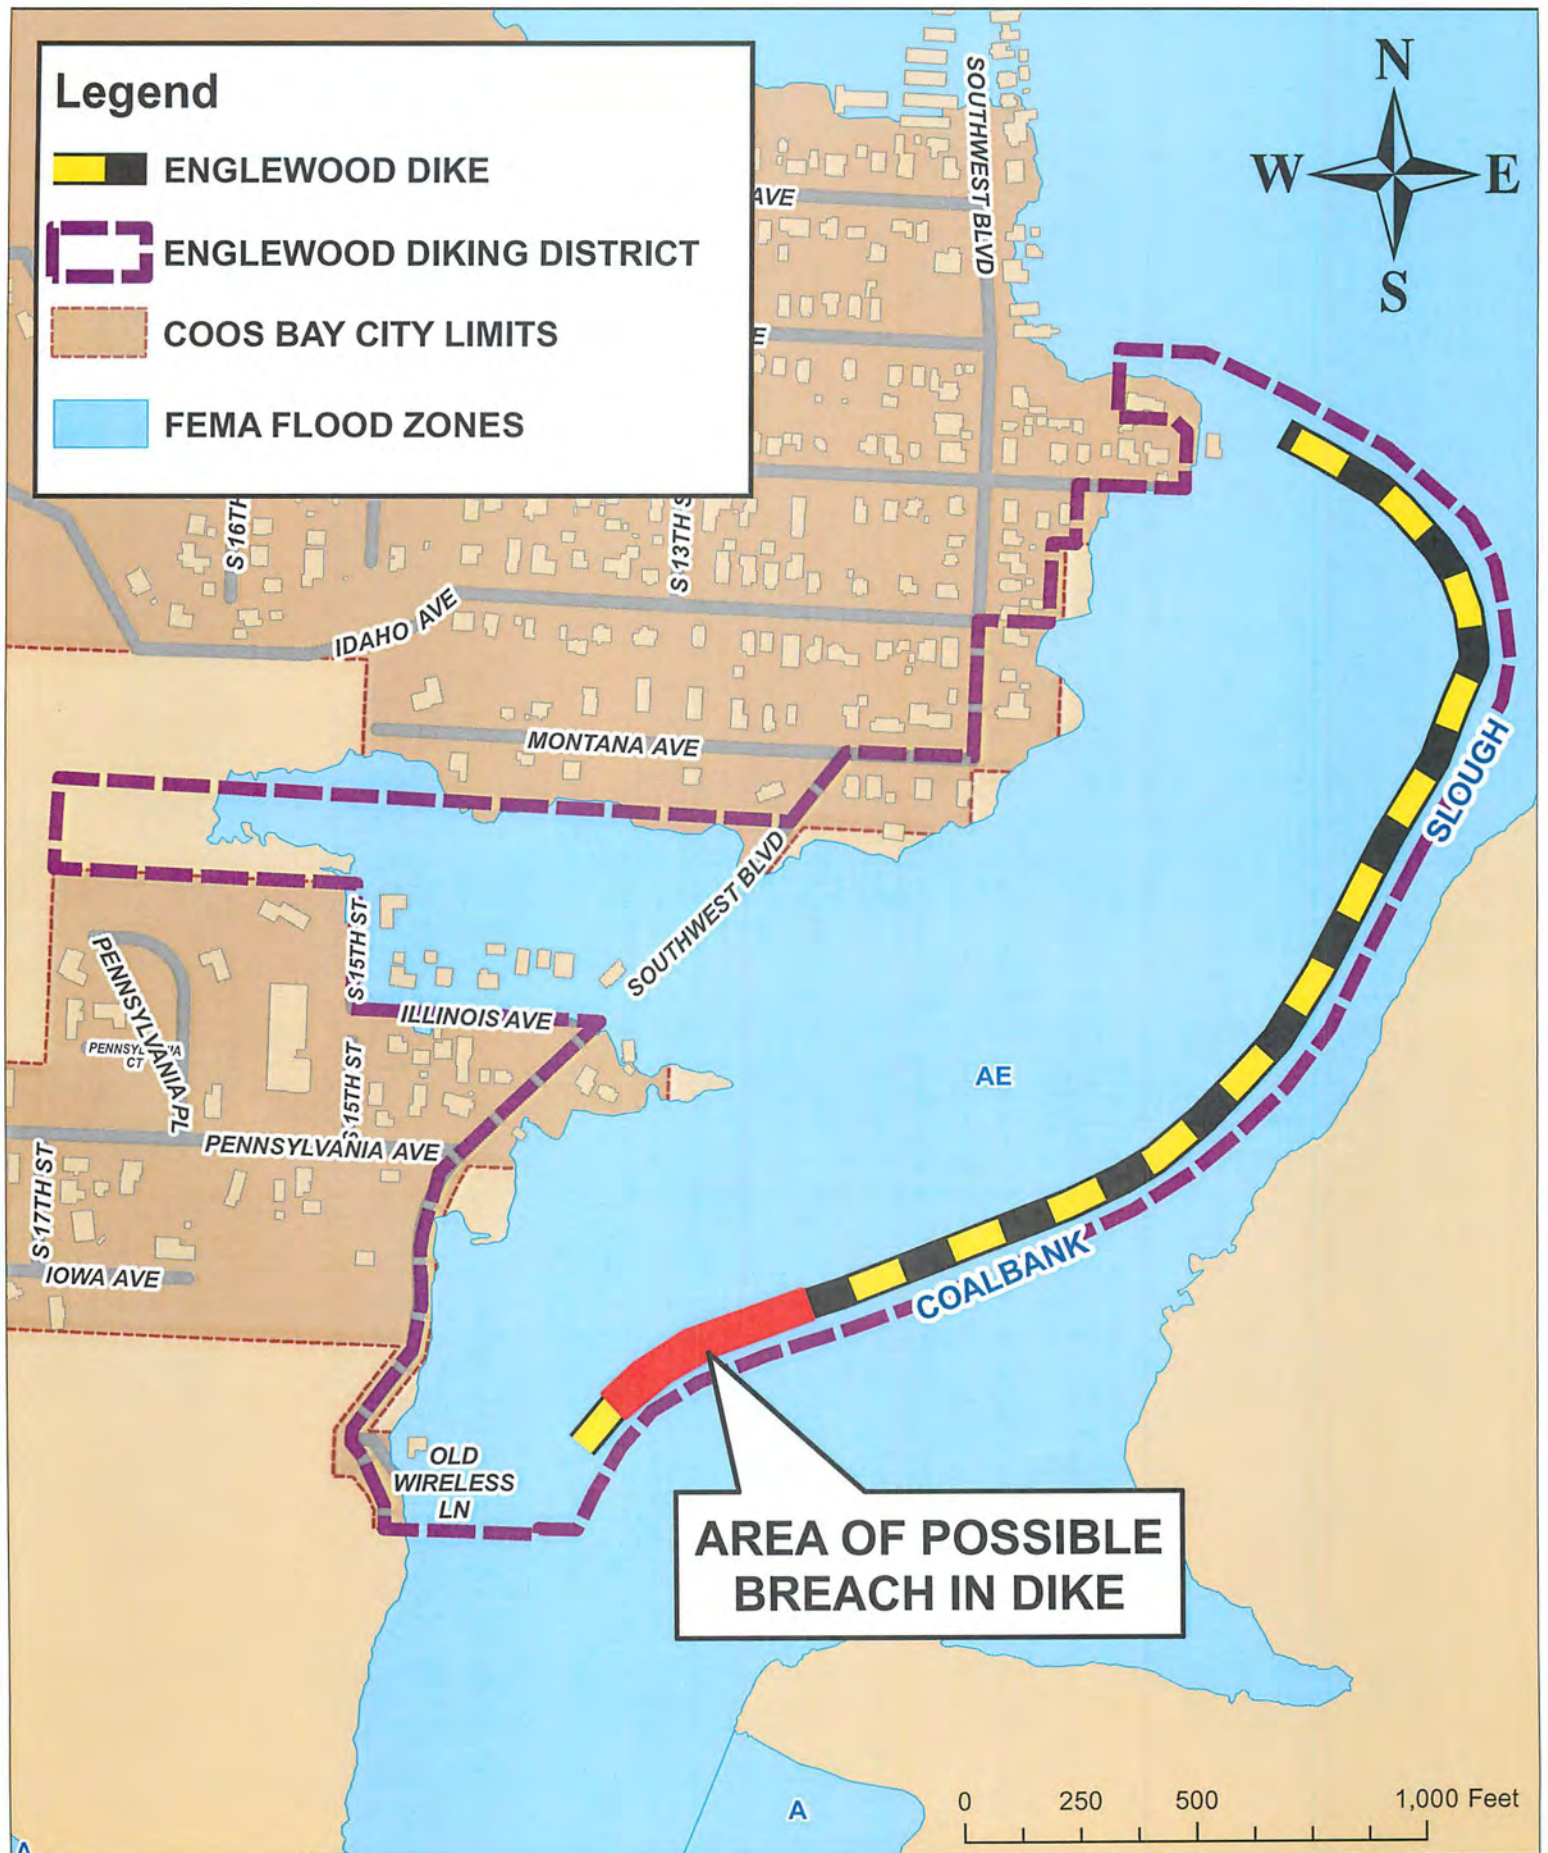 Legend
ENGLEWOOD DIKE
ENGLEWOOD DIKING DISTRICT
COOS BAY CITY LIMITS
FEMA FLOOD ZONES
N
W E
S
SOUTHWEST BLVD
AVE
E
S 16TH
S 13TH S
IDAHO AVE
MONTANA AVE
SOUTHWEST BLVD
SLOUGH
S 15TH ST
ILLINOIS AVE
PENNSYLVANIA PL
CT
S 15TH ST
AE
PENNSYLVANIA AVE
S 17TH ST
IOWA AVE
COALBANK
OLD
WIRELESS
LN
AREA OF POSSIBLE
BREACH IN DIKE
A
0 250 500 1,000 Feet
A